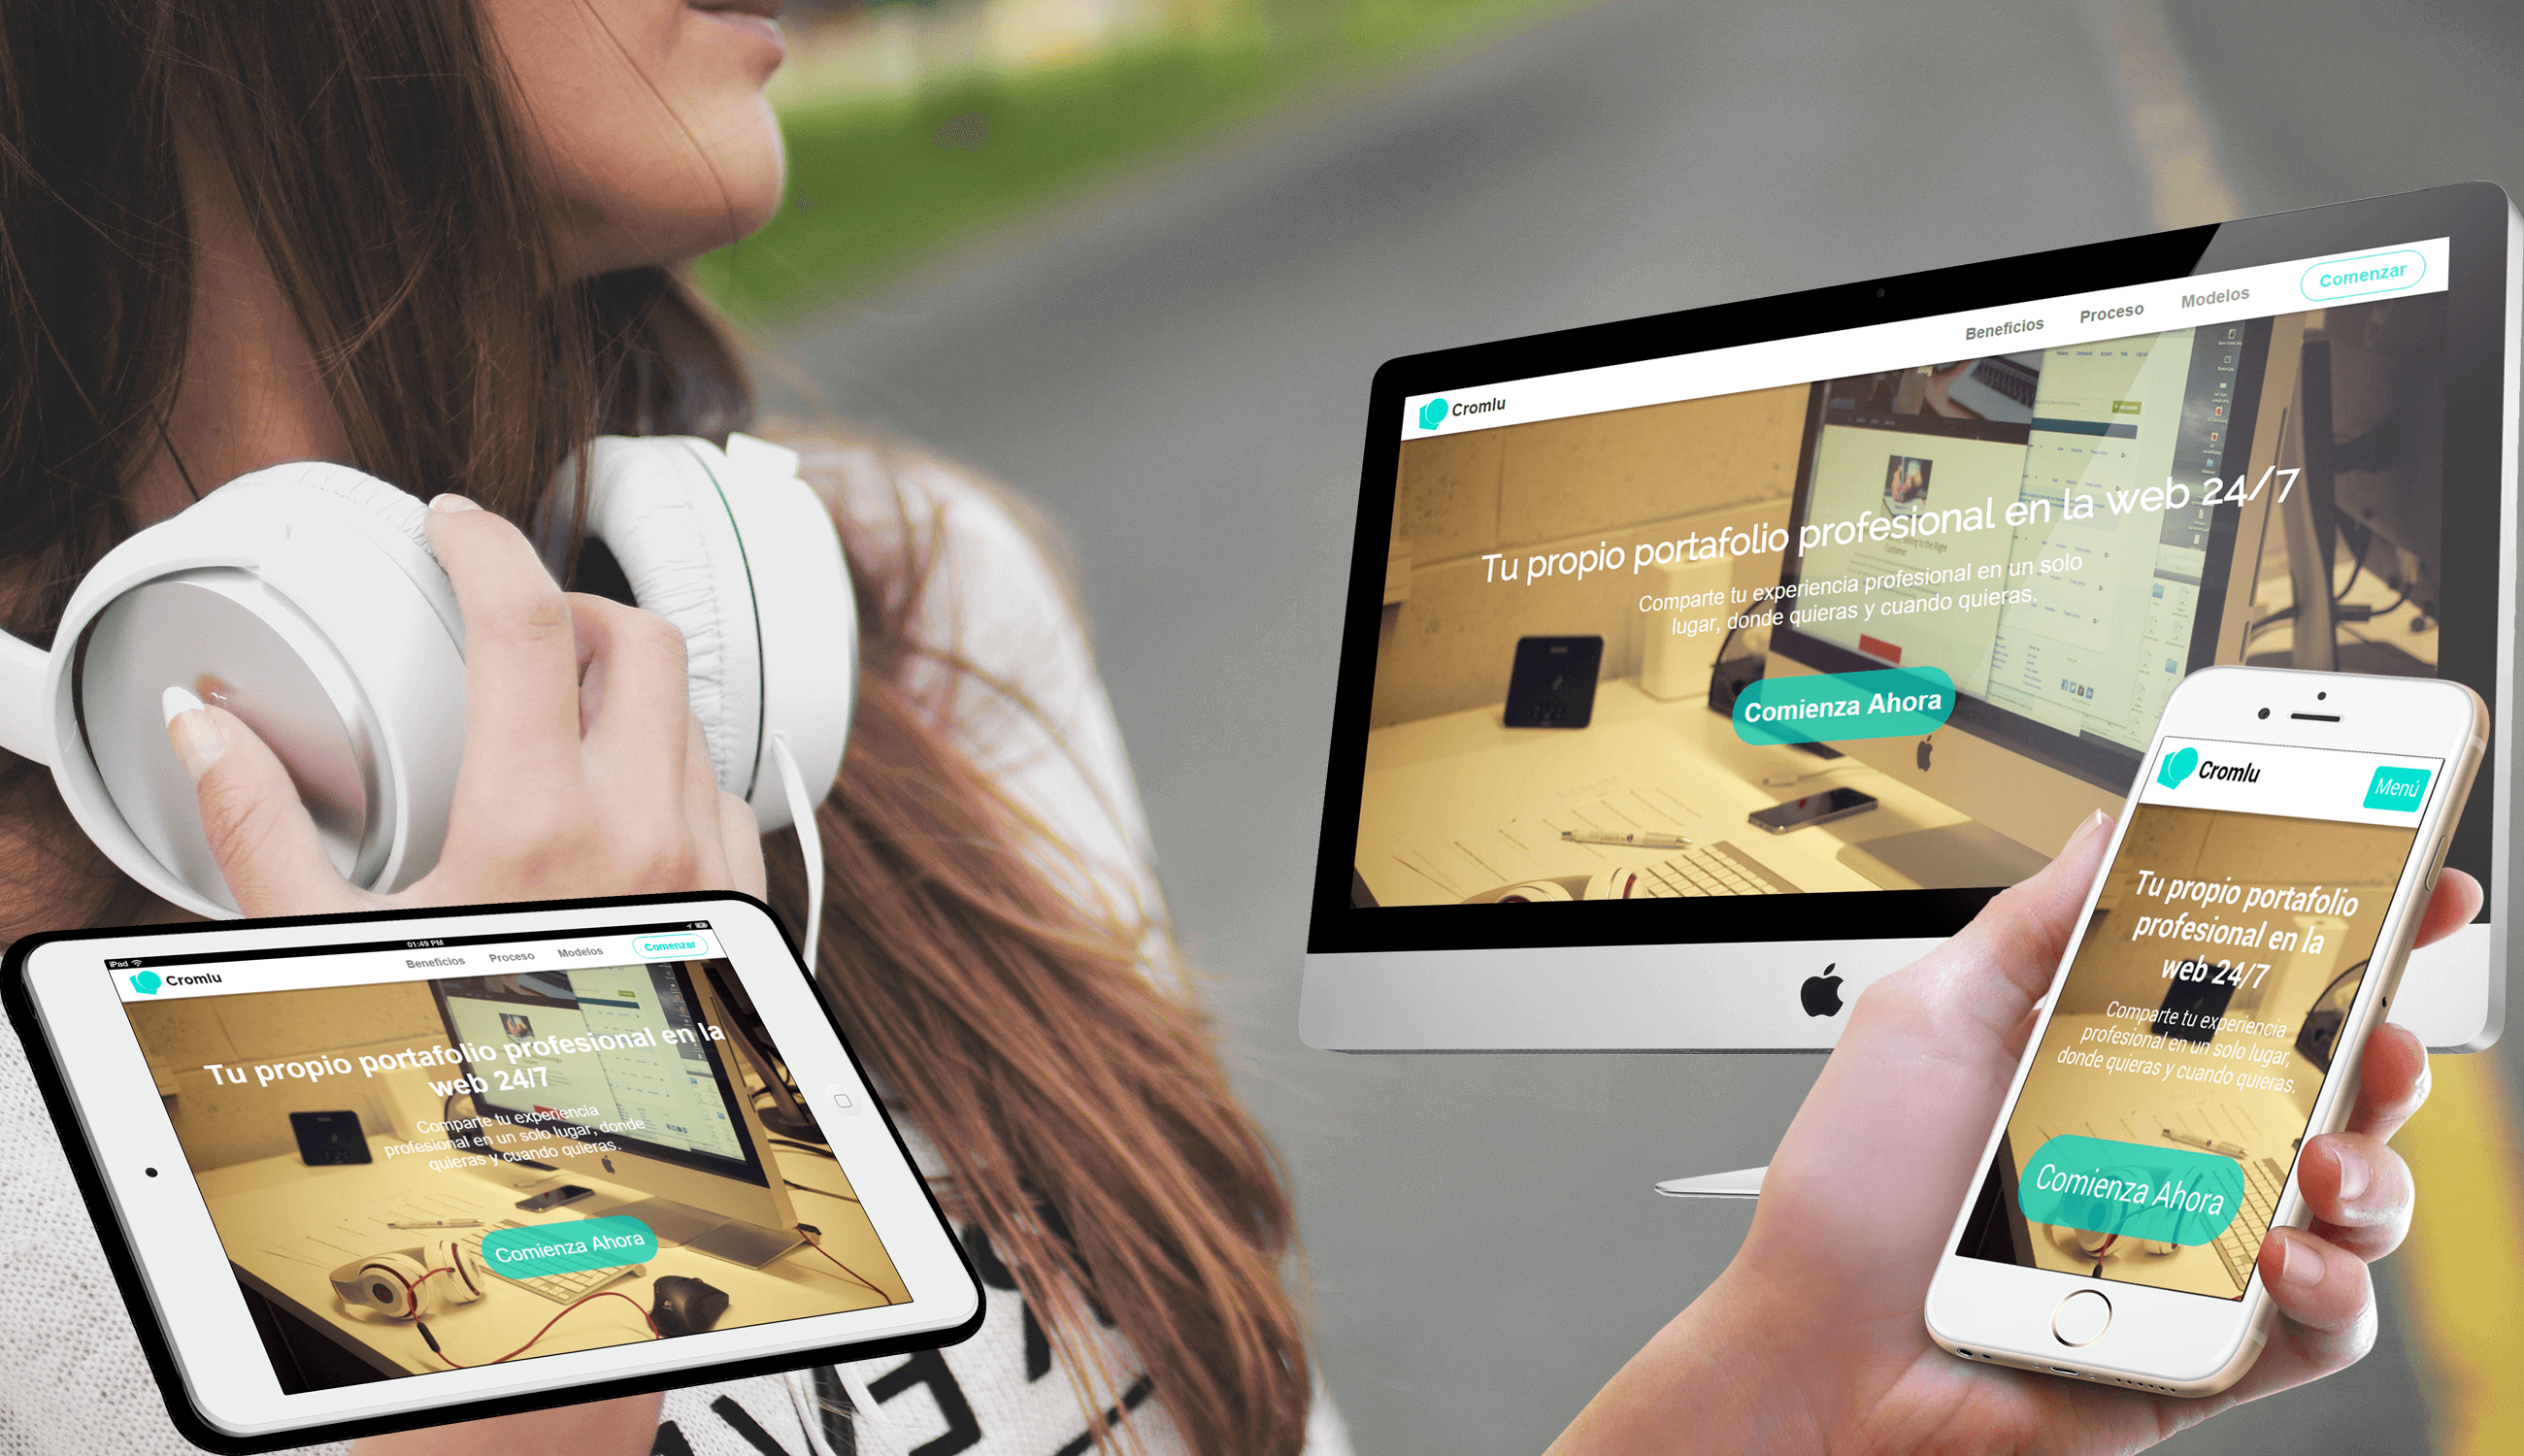 Cromlu
Beneficios
Proceso
Modelos
Comenzar
Tu propio portafolio profesional en la web 24/7
Comparte tu experiencia profesional en un solo
lugar, donde quieras y cuando quieras.
Comienza Ahora
iPad
01:49 PM
Cromlu
Beneficios
Proceso
Modelos
Comenzar
Tu propio portafolio profesional en la
web 24/7
Comparte tu experiencia
profesional en un solo lugar, donde
quieras y cuando quieras.
Comienza Ahora
Cromlu
Menú
Tu propio portafolio
profesional en la
web 24/7
Comparte tu experiencia
profesional en un solo lugar,
donde quieras y cuando quieras.
Comienza Ahora